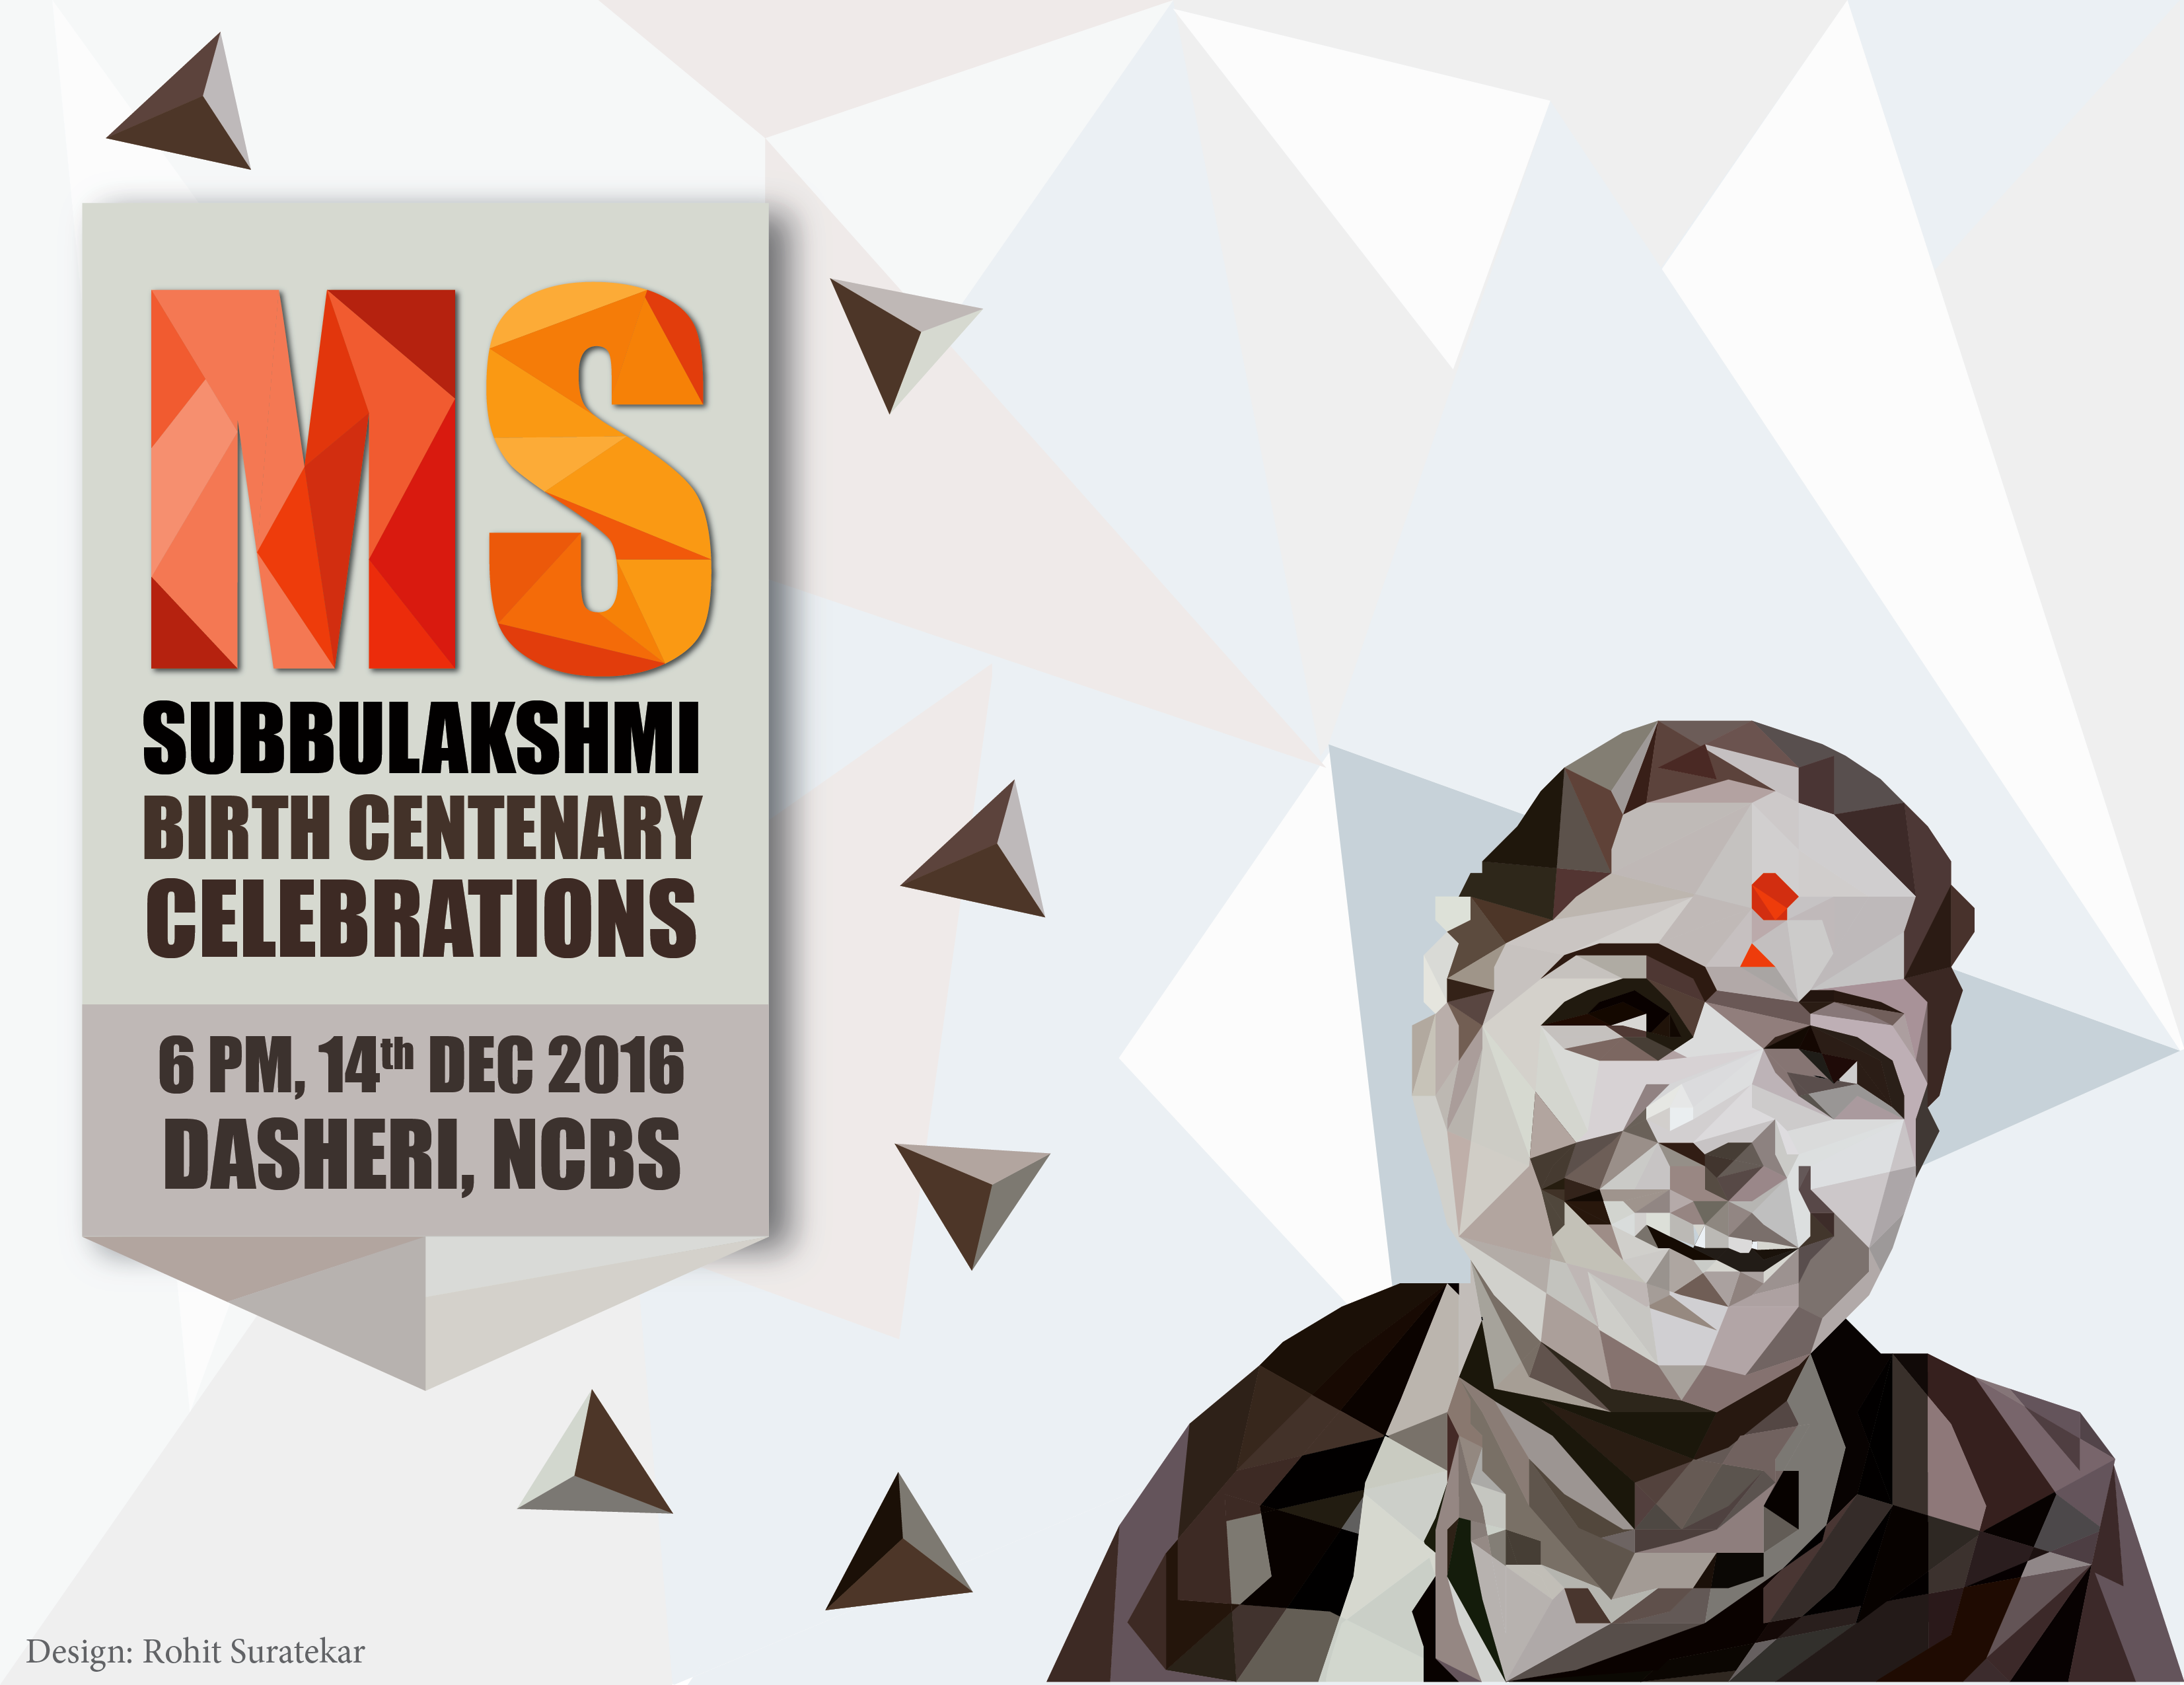 MS
SUBBULAKSHMI
BIRTH CENTENARY
CELEBRATIONS
6 PM, 14th DEC 2016
DASHERI, NCBS
Design: Rohit Suratekar